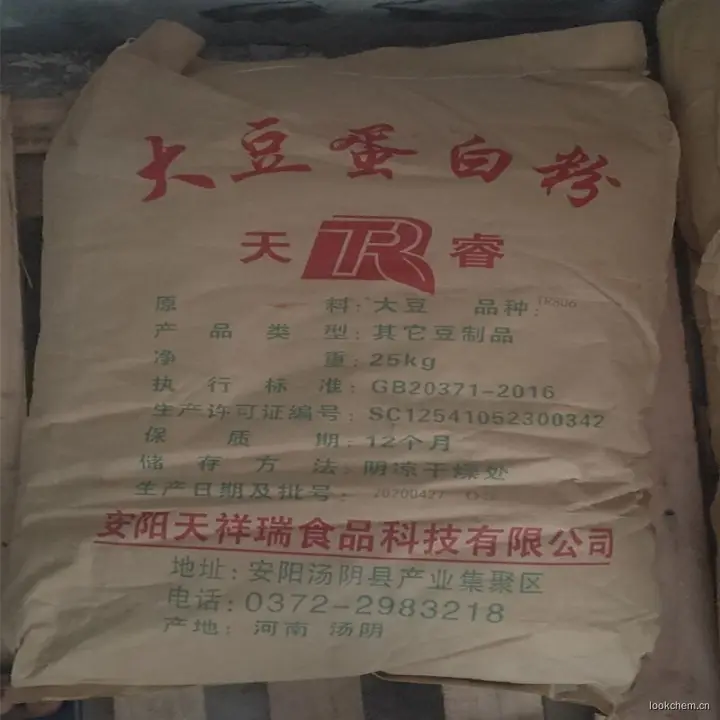 大豆蛋白粉
天 TR 睿
原料:大豆 品种:
产品类型:其它豆制品
净重:25kg
执行标准:GB20371-2016
生产许可证编号:SC12541052300342
保质期:12个月
储存方法:阴凉干燥处
生产日期及批号:20200427
安阳天祥瑞食品科技有限公司
地址:安阳汤阴县产业集聚区
电话:0372-2983218
产地:河南 汤阴
lookchem.cn